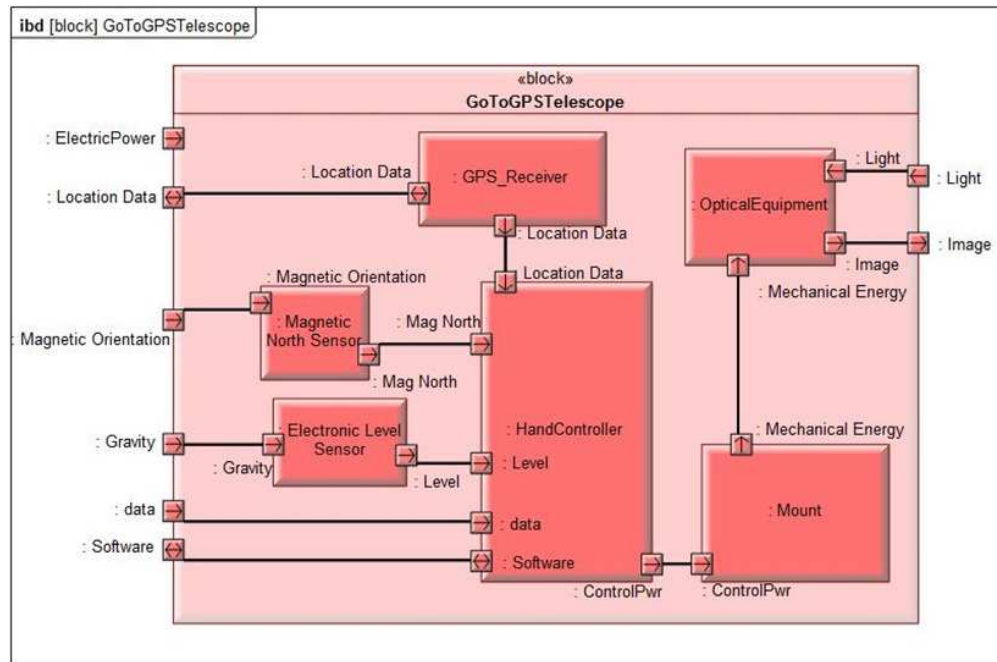 ibd [block] GoToGPSTelescope
«block»
GoToGPSTelescope
: ElectricPower
: Location Data
: Location Data
: GPS_Receiver
: Location Data
Location Data
: Light
: Light
: OpticalEquipment
: Image
: Image
: Mechanical Energy
: Magnetic Orientation
: Magnetic Orientation
: Magnetic
North Sensor
: Mag North
: Mag North
: Gravity
: Gravity
: Electronic Level
Sensor
: Level
: Level
: HandController
: data
: data
: Software
: Software
: ControlPwr
: ControlPwr
: Mechanical Energy
: Mount